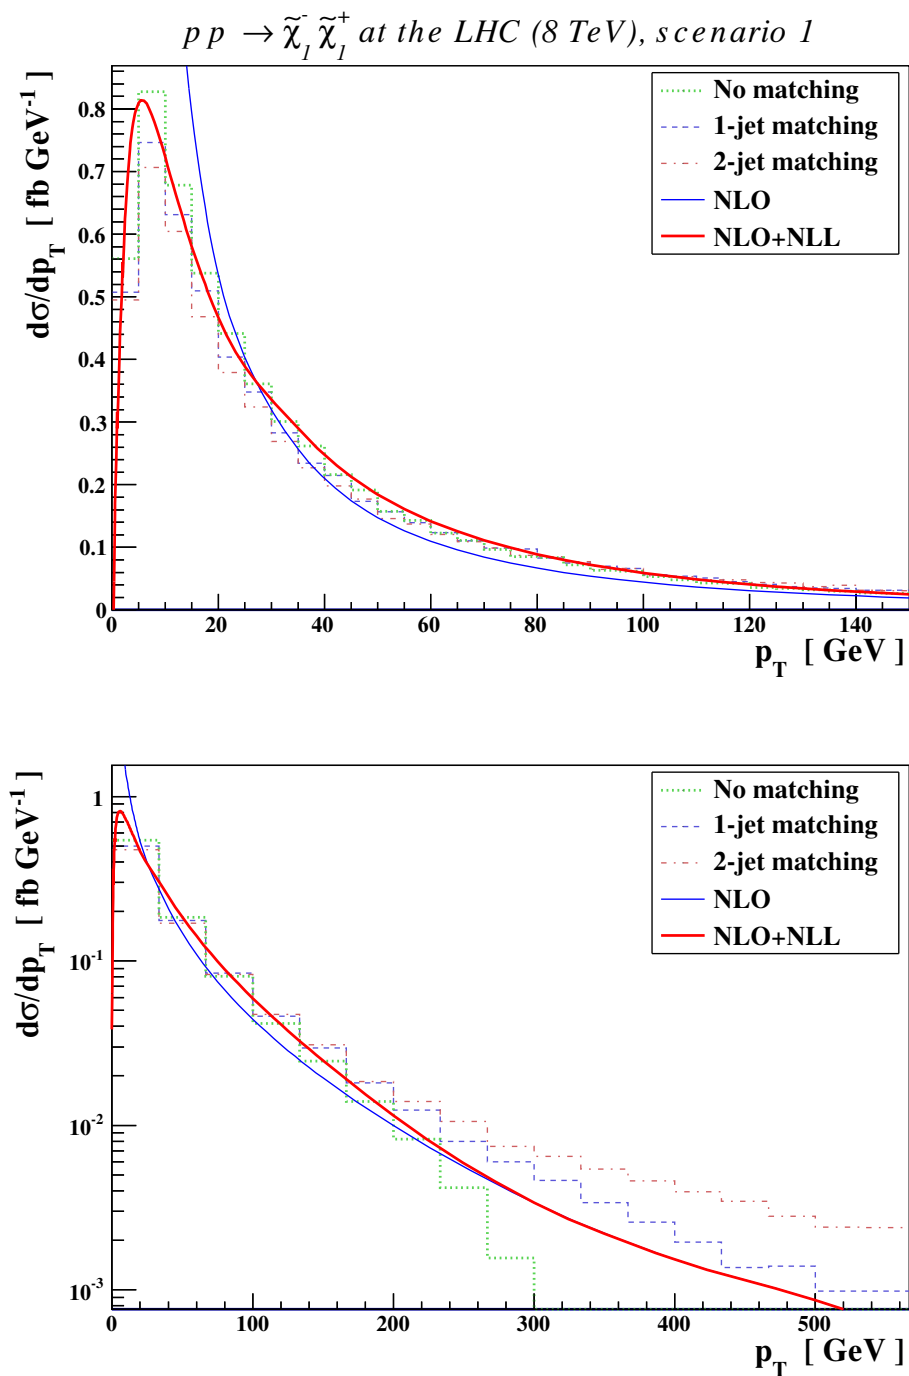 p p → χ̃₁⁻ χ̃₁⁺ at the LHC (8 TeV), scenario 1
dσ/dp_T [ fb GeV⁻¹ ]
No matching
1-jet matching
2-jet matching
NLO
NLO+NLL
0.8
0.7
0.6
0.5
0.4
0.3
0.2
0.1
0
0 20 40 60 80 100 120 140
p_T [ GeV ]
dσ/dp_T [ fb GeV⁻¹ ]
No matching
1-jet matching
2-jet matching
NLO
NLO+NLL
1
10⁻¹
10⁻²
10⁻³
0 100 200 300 400 500
p_T [ GeV ]